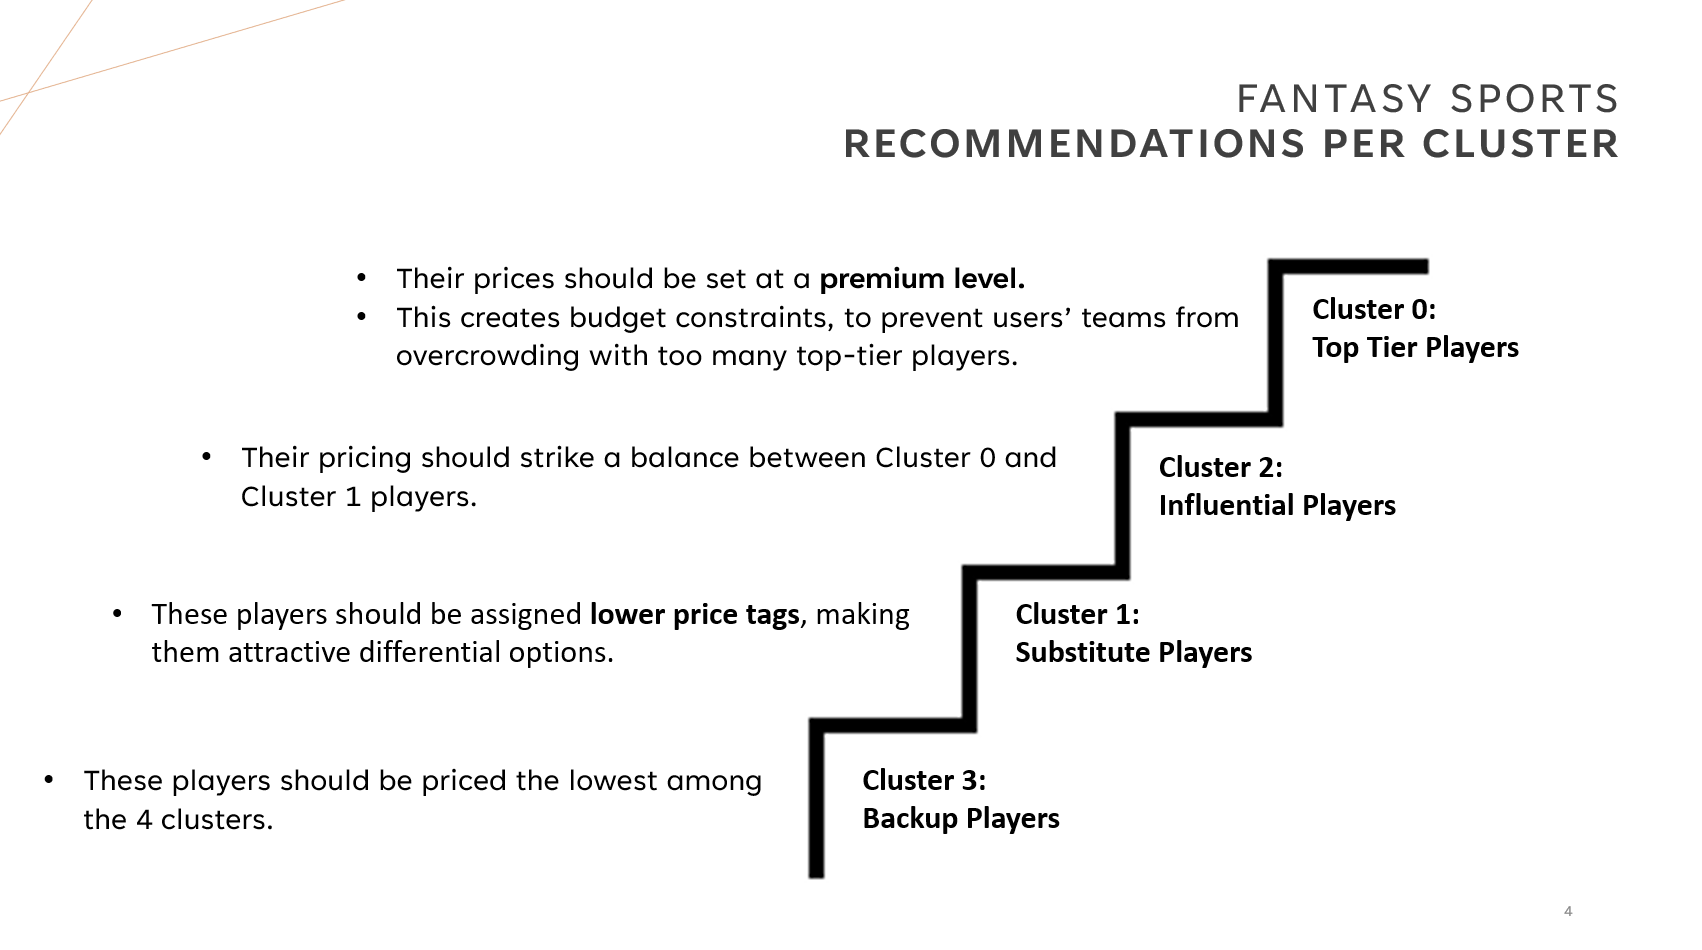 FANTASY SPORTS
RECOMMENDATIONS PER CLUSTER
• Their prices should be set at a premium level.
• This creates budget constraints, to prevent users’ teams from
overcrowding with too many top-tier players.
Cluster 0:
Top Tier Players
• Their pricing should strike a balance between Cluster 0 and
Cluster 1 players.
Cluster 2:
Influential Players
• These players should be assigned lower price tags, making
them attractive differential options.
Cluster 1:
Substitute Players
• These players should be priced the lowest among
the 4 clusters.
Cluster 3:
Backup Players
4